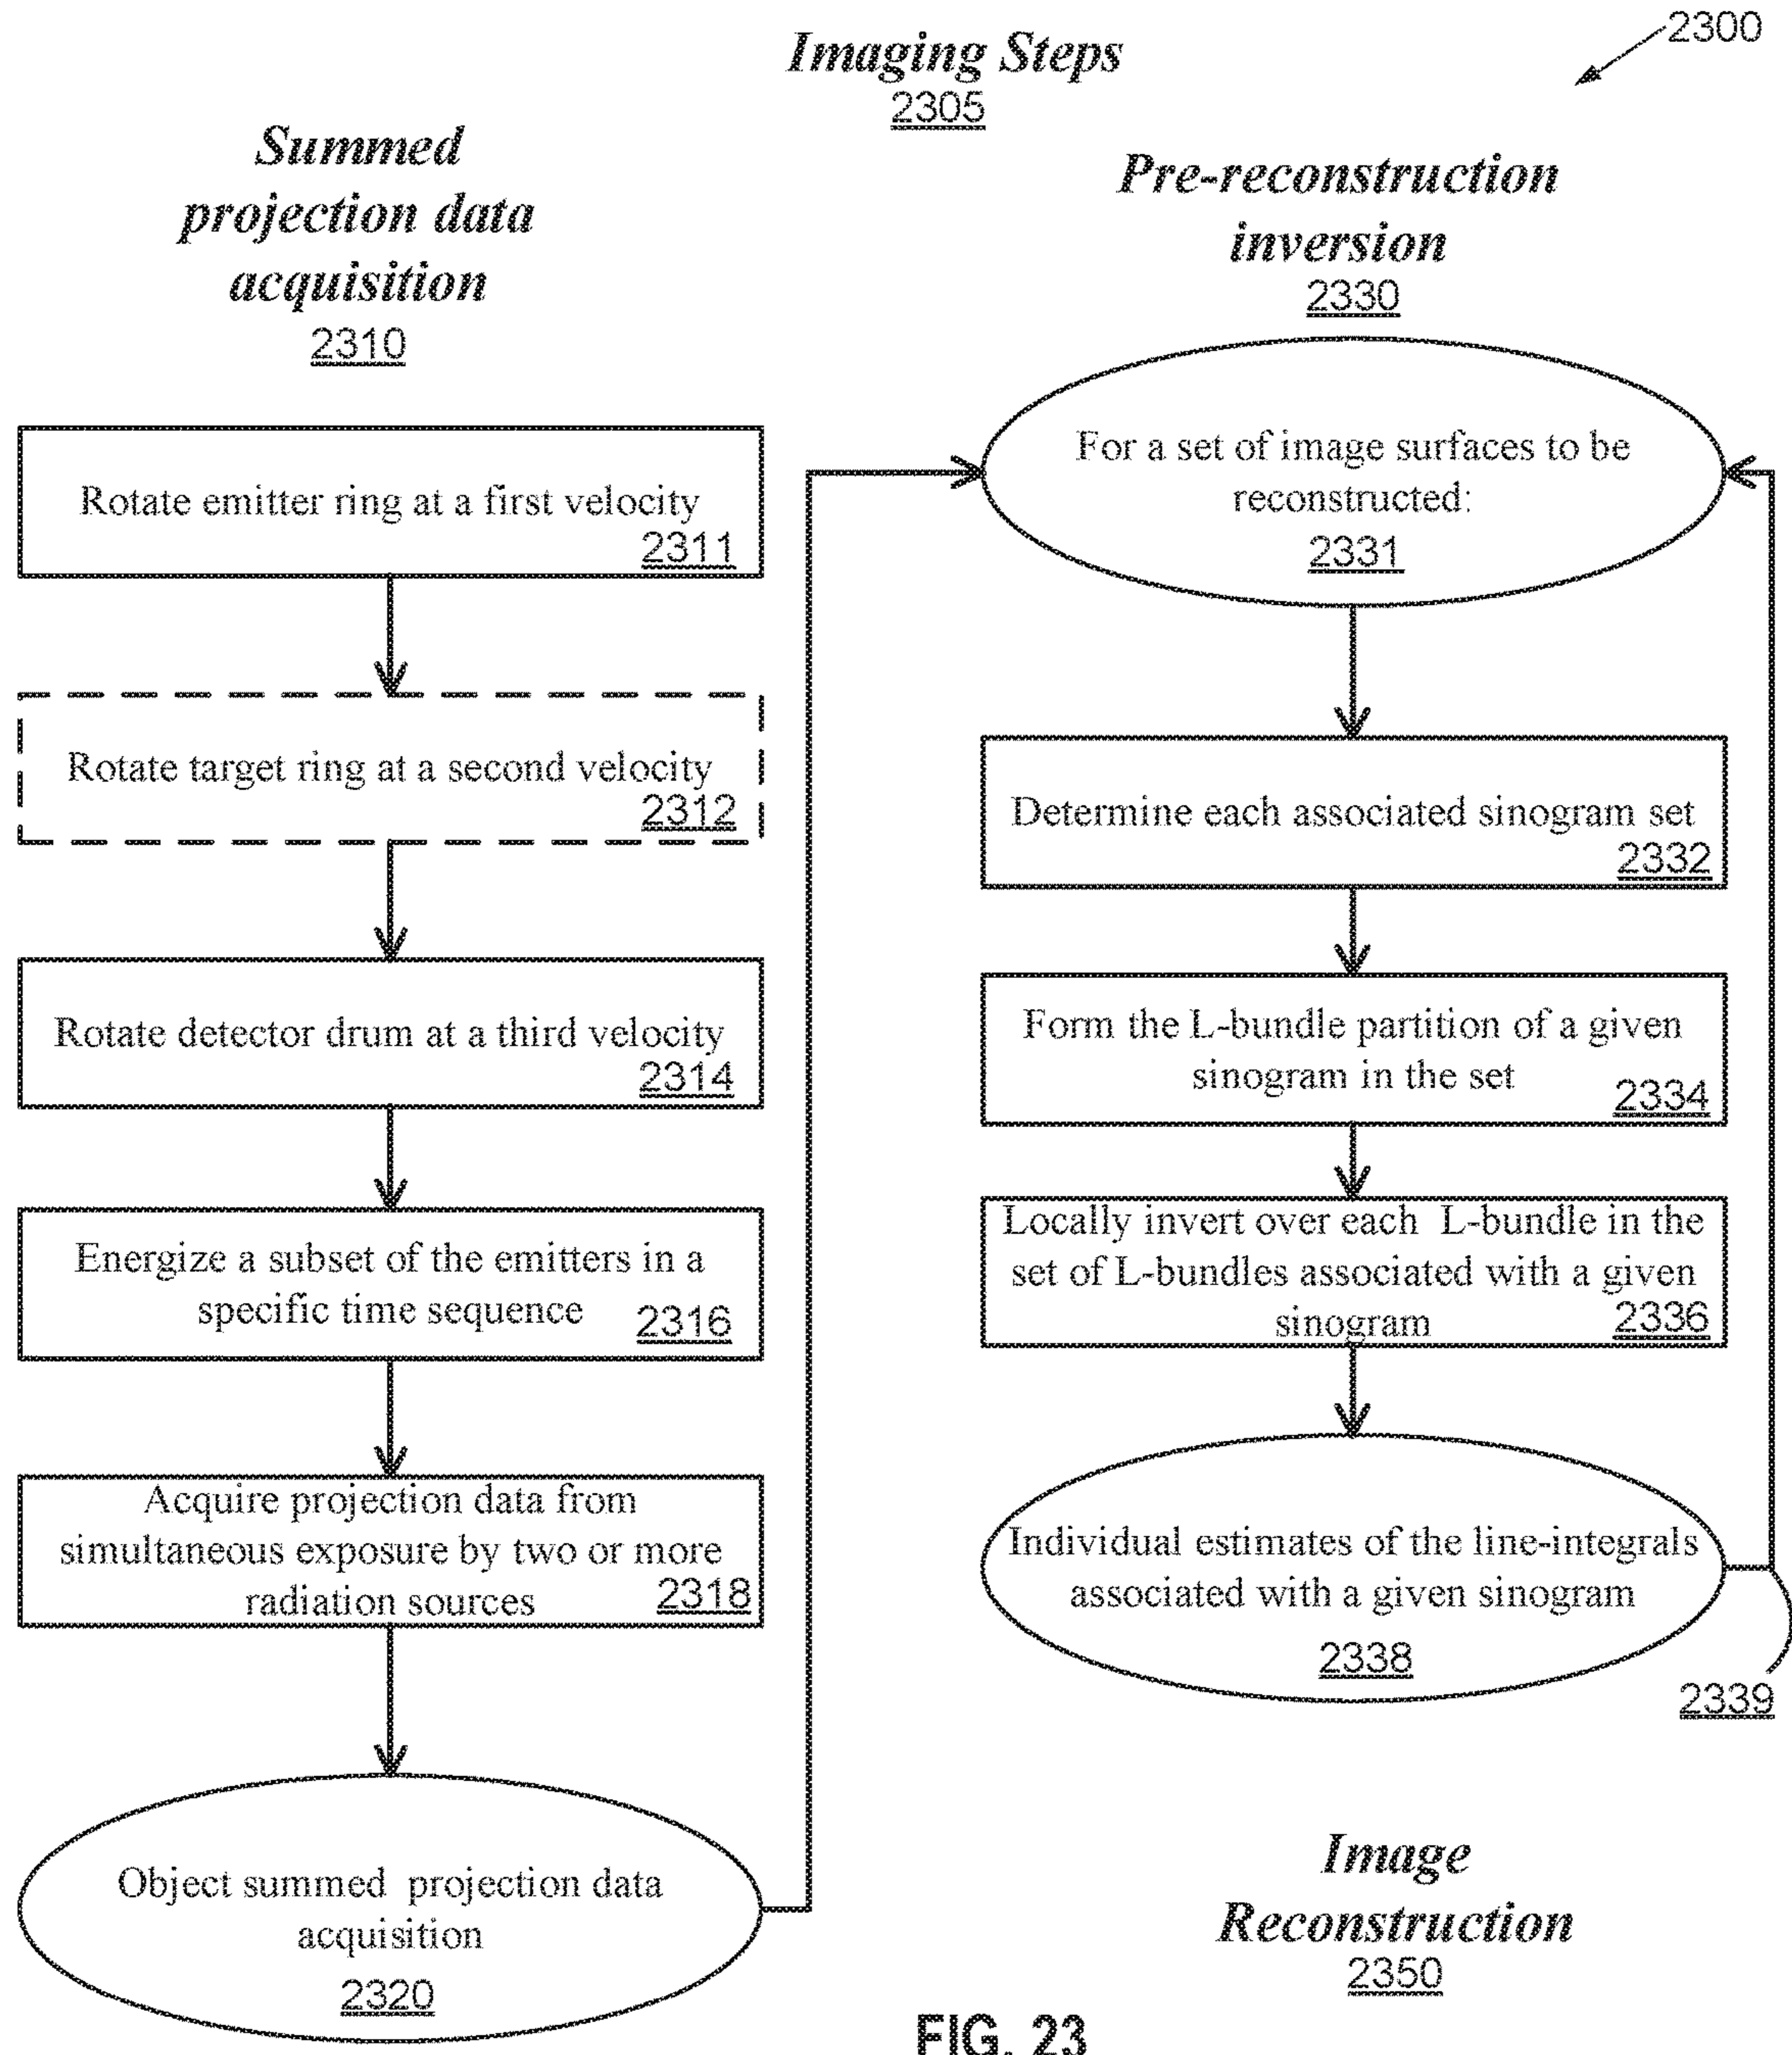 2300
Imaging Steps
2305
Summed
projection data
acquisition
2310
Rotate emitter ring at a first velocity
2311
Rotate target ring at a second velocity
2312
Rotate detector drum at a third velocity
2314
Energize a subset of the emitters in a
specific time sequence
2316
Acquire projection data from
simultaneous exposure by two or more
radiation sources
2318
Object summed projection data
acquisition
2320
Pre-reconstruction
inversion
2330
For a set of image surfaces to be
reconstructed:
2331
Determine each associated sinogram set
2332
Form the L-bundle partition of a given
sinogram in the set
2334
Locally invert over each L-bundle in the
set of L-bundles associated with a given
sinogram
2336
Individual estimates of the line-integrals
associated with a given sinogram
2338
2339
Image
Reconstruction
2350
FIG. 23